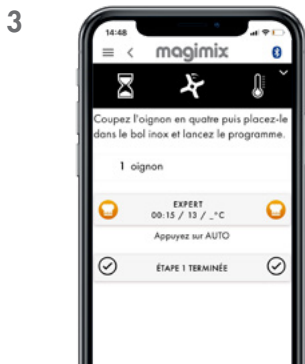 3
14:48
magimix
Coupez l'oignon en quatre puis placez-le
dans le bol inox et lancez le programme.
1 oignon
EXPERT
00:15 / 13 / _°C
Appuyez sur AUTO
ÉTAPE 1 TERMINÉE